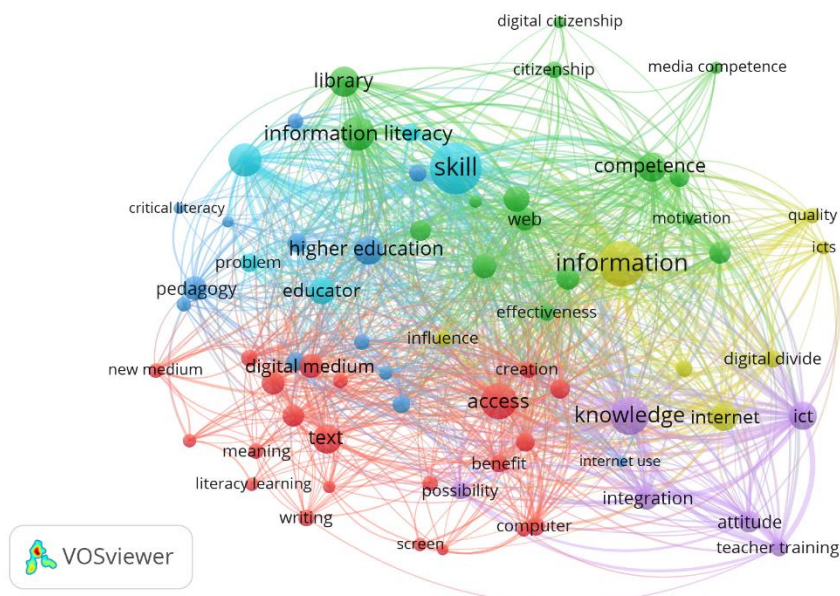 digital citizenship
citizenship
media competence
library
information literacy
skill
competence
critical literacy
web
motivation
quality
icts
higher education
problem
pedagogy
educator
information
effectiveness
influence
digital divide
new medium
digital medium
creation
access
knowledge
internet
ict
text
meaning
benefit
internet use
literacy learning
possibility
integration
writing
computer
attitude
screen
teacher training
VOSviewer